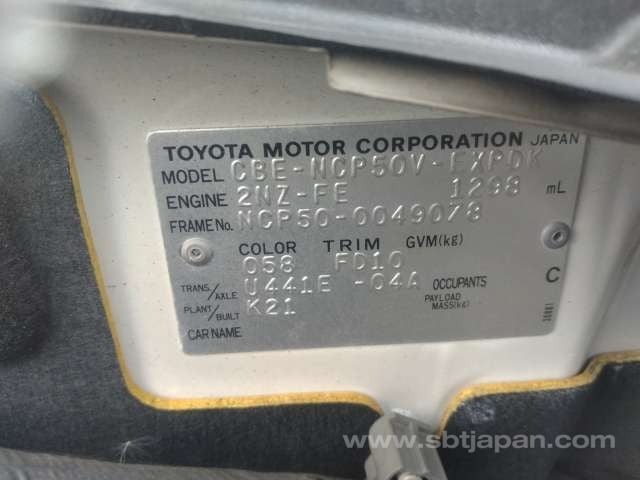 TOYOTA MOTOR CORPORATION JAPAN
MODEL CBE-NCP50V-EXPDK
ENGINE 2NZ-FE 1298 mL
FRAME No. NCP50-0049078
COLOR TRIM GVM(kg)
058 FD10
TRANS./AXLE U441E -04A OCCUPANTS C
PLANT/BUILT K21 PAYLOAD MASS(kg)
CAR NAME
www.sbtjapan.com